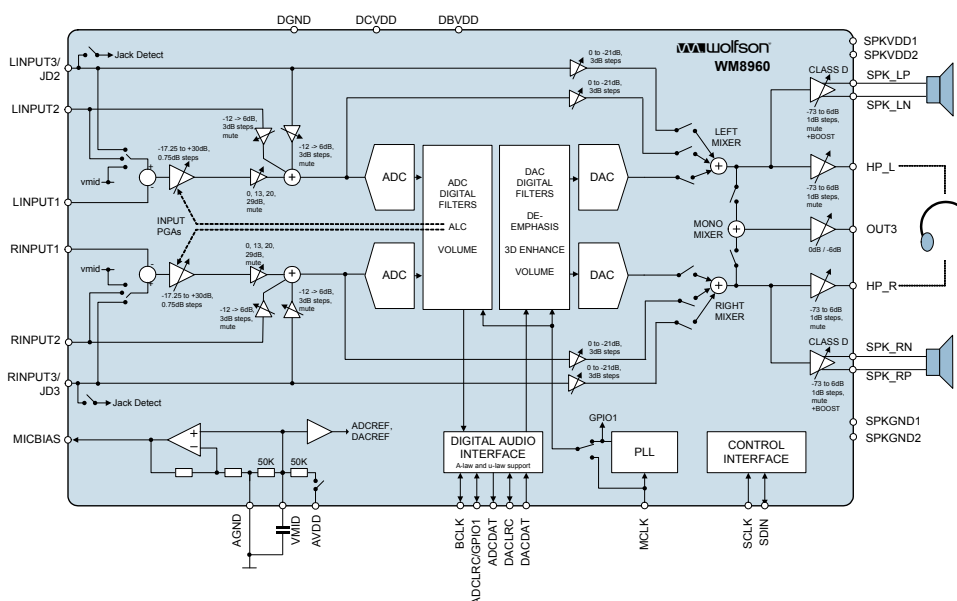 DGND
DCVDD
DBVDD
LINPUT3/
JD2
Jack Detect
LINPUT2
LINPUT1
RINPUT1
RINPUT2
RINPUT3/
JD3
Jack Detect
MICBIAS
wolfson
WM8960
SPKVDD1
SPKVDD2
CLASS D
SPK_LP
SPK_LN
-73 to 6dB
1dB steps,
mute
+BOOST
0 to -21dB,
3dB steps
0 to -21dB,
3dB steps
-12 -> 6dB,
3dB steps,
mute
-12 -> 6dB,
3dB steps,
mute
-17.25 to +30dB,
0.75dB steps
vmid
0, 13, 20,
29dB,
mute
+
-
ADC
ADC
DIGITAL
FILTERS
ALC
VOLUME
DAC
DIGITAL
FILTERS
DE-
EMPHASIS
3D ENHANCE
VOLUME
DAC
LEFT
MIXER
HP_L
-73 to 6dB
1dB steps,
mute
MONO
MIXER
OUT3
0dB / -6dB
INPUT
PGAs
0, 13, 20,
29dB,
mute
vmid
-
+
-17.25 to +30dB,
0.75dB steps
-12 -> 6dB,
3dB steps,
mute
-12 -> 6dB,
3dB steps,
mute
ADC
DAC
RIGHT
MIXER
HP_R
-73 to 6dB
1dB steps,
mute
CLASS D
SPK_RN
SPK_RP
-73 to 6dB
1dB steps,
mute
+BOOST
0 to -21dB,
3dB steps
0 to -21dB,
3dB steps
SPKGND1
SPKGND2
+
-
ADCREF,
DACREF
50K
50K
DIGITAL AUDIO
INTERFACE
A-law and u-law support
GPIO1
PLL
CONTROL
INTERFACE
AGND
VMID
AVDD
BCLK
ADCLRC/GPIO1
ADCDAT
DACLRC
DACDAT
MCLK
SCLK
SDIN